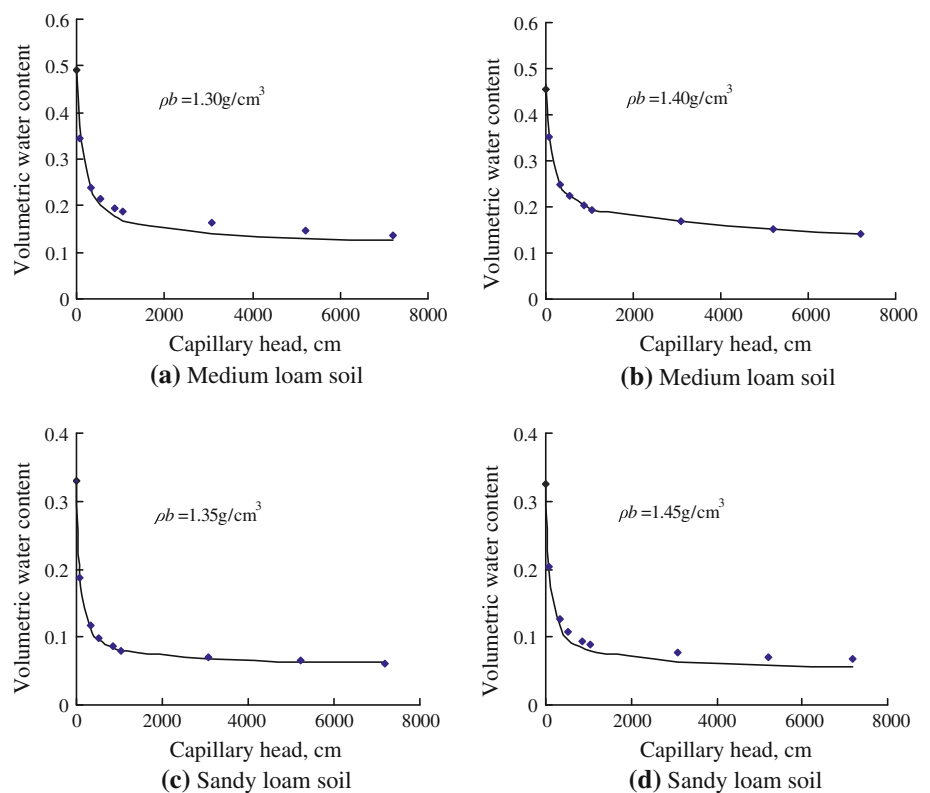 0.6
0.5
0.4
0.3
0.2
0.1
0
Volumetric water content
ρb =1.30g/cm³
0 2000 4000 6000 8000
Capillary head, cm
(a) Medium loam soil
0.6
0.5
0.4
0.3
0.2
0.1
0
Volumetric water content
ρb =1.40g/cm³
0 2000 4000 6000 8000
Capillary head, cm
(b) Medium loam soil
0.4
0.3
0.2
0.1
0
Volumetric water content
ρb =1.35g/cm³
0 2000 4000 6000 8000
Capillary head, cm
(c) Sandy loam soil
0.4
0.3
0.2
0.1
0
Volumetric water content
ρb =1.45g/cm³
0 2000 4000 6000 8000
Capillary head, cm
(d) Sandy loam soil